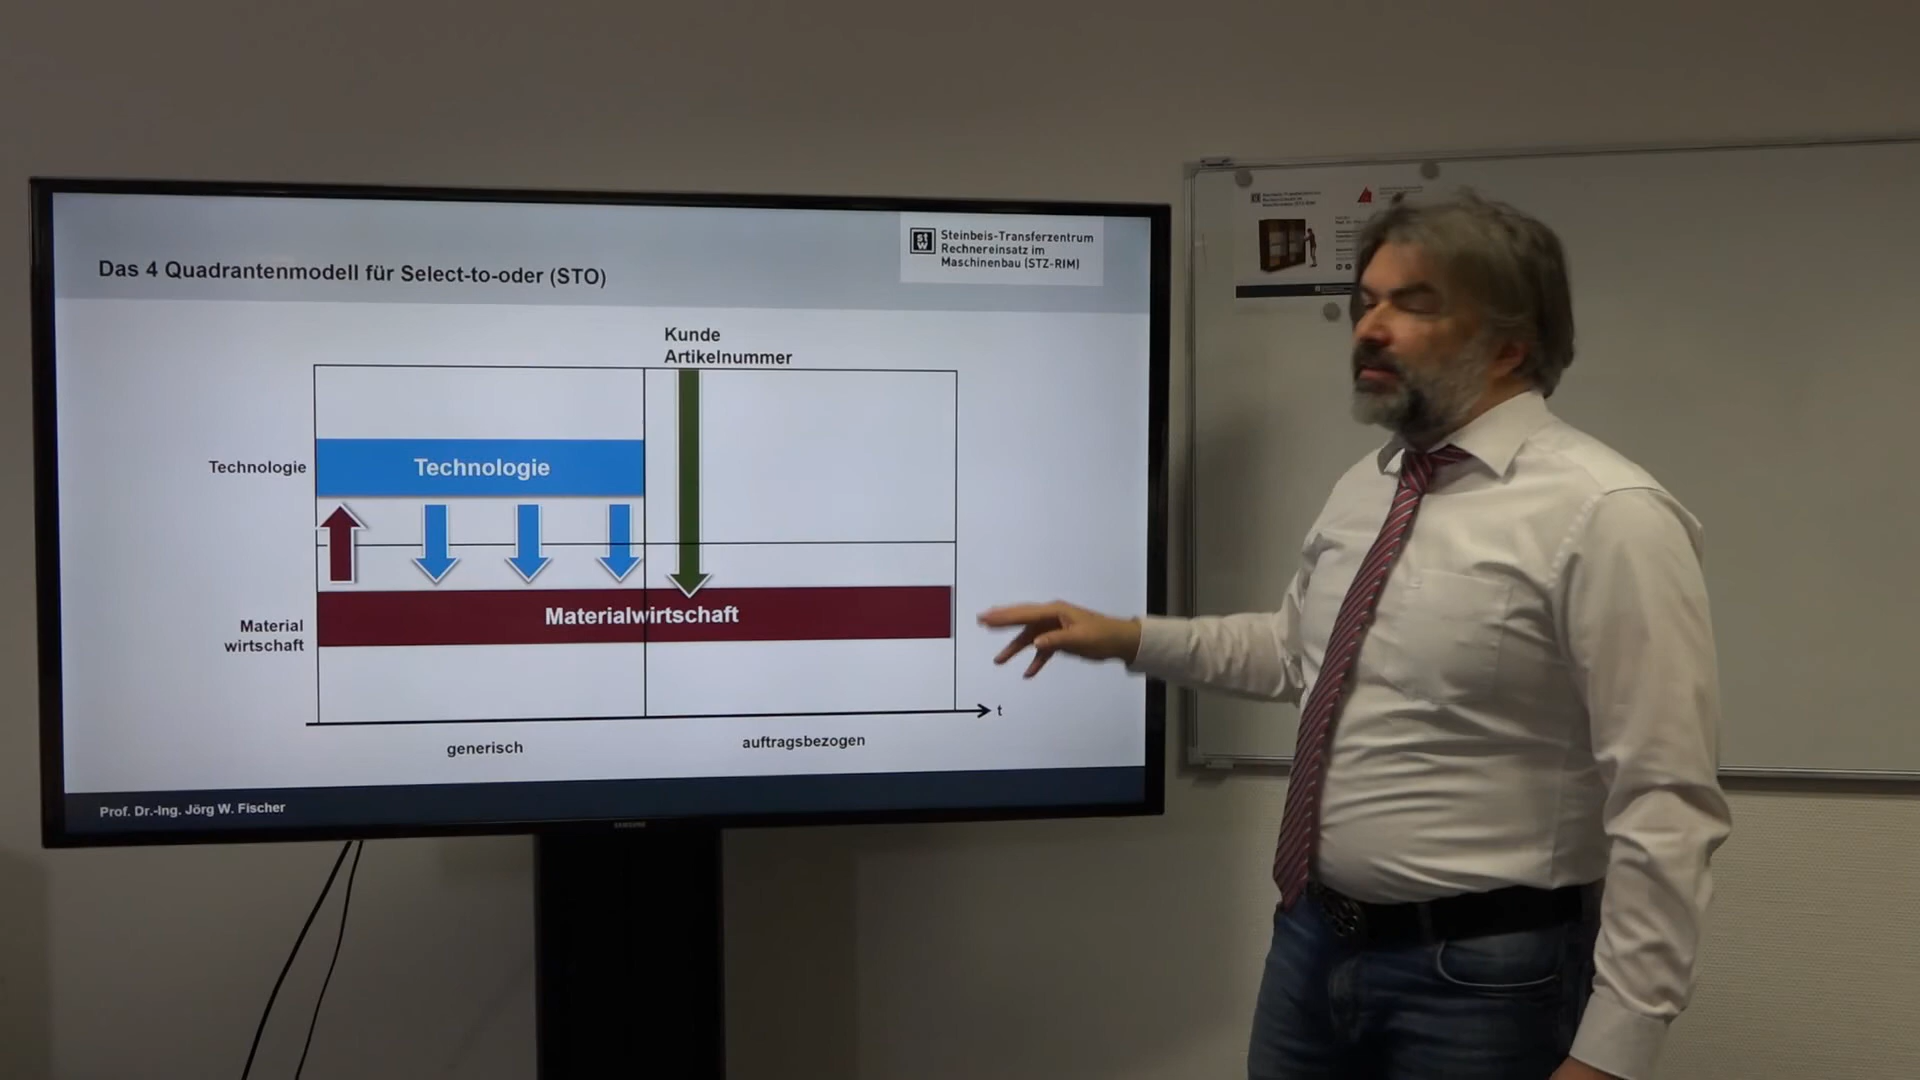 Das 4 Quadrantenmodell für Select-to-oder (STO)
Steinbeis-Transferzentrum
Rechnereinsatz im
Maschinenbau (STZ-RIM)
Kunde
Artikelnummer
Technologie
Technologie
Materialwirtschaft
Material
wirtschaft
t
generisch
auftragsbezogen
Prof. Dr.-Ing. Jörg W. Fischer
SAMSUNG